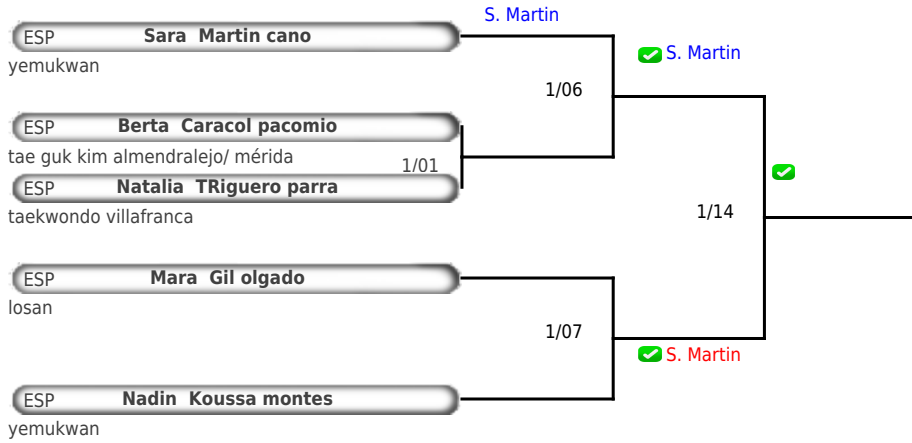 S. Martin
ESP Sara Martin cano
yemukwan
S. Martin
1/06
ESP Berta Caracol pacomio
tae guk kim almendralejo/ mérida
1/01
ESP Natalia TRiguero parra
taekwondo villafranca
1/14
ESP Mara Gil olgado
losan
1/07
S. Martin
ESP Nadin Koussa montes
yemukwan